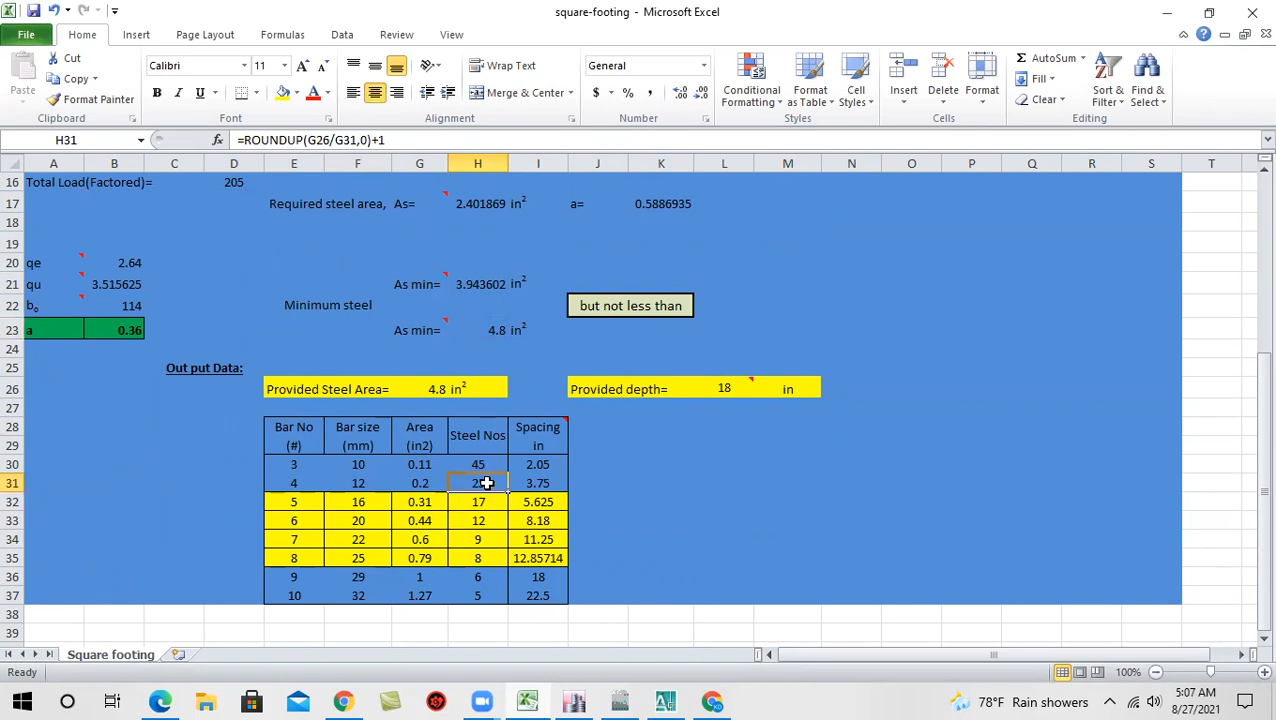 square-footing - Microsoft Excel
File Home Insert Page Layout Formulas Data Review View
Paste
Cut
Copy
Format Painter
Clipboard
Calibri 11
B I U
Font
Wrap Text
Merge & Center
Alignment
General
$ % ,
Number
Conditional Formatting
Format as Table
Cell Styles
Styles
Insert Delete Format
Cells
Σ AutoSum
Fill
Clear
Sort & Filter
Find & Select
Editing
H31 fx =ROUNDUP(G26/G31,0)+1
A B C D E F G H I J K L M N O P Q R S T
16 Total Load(Factored)= 205
17 Required steel area, As= 2.401869 in2 a= 0.5886935
18
19
20 qe 2.64
21 qu 3.515625 As min= 3.943602 in2
22 bo 114 Minimum steel but not less than
23 a 0.36 As min= 4.8 in2
24
25 Out put Data:
26 Provided Steel Area= 4.8 in2 Provided depth= 18 in
27
28 Bar No Bar size Area Steel Nos Spacing
29 (#) (mm) (in2) in
30 3 10 0.11 45 2.05
31 4 12 0.2 3.75
32 5 16 0.31 17 5.625
33 6 20 0.44 12 8.18
34 7 22 0.6 9 11.25
35 8 25 0.79 8 12.85714
36 9 29 1 6 18
37 10 32 1.27 5 22.5
38
39
Square footing
Ready 100%
78°F Rain showers
5:07 AM
8/27/2021